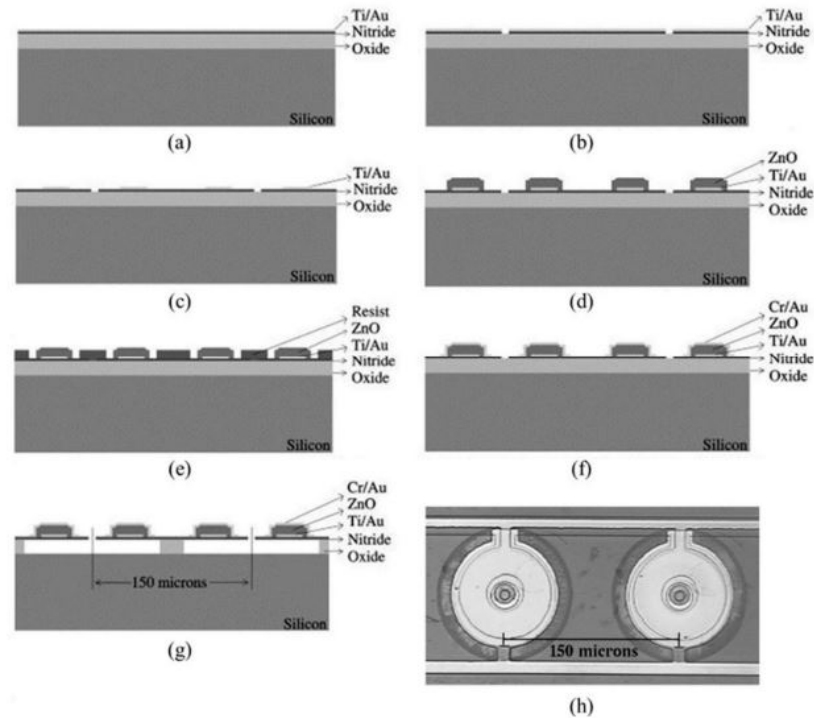 Ti/Au
Nitride
Oxide
Silicon
(a)
Ti/Au
Nitride
Oxide
Silicon
(b)
Ti/Au
Nitride
Oxide
Silicon
(c)
ZnO
Ti/Au
Nitride
Oxide
Silicon
(d)
Resist
ZnO
Ti/Au
Nitride
Oxide
Silicon
(e)
Cr/Au
ZnO
Ti/Au
Nitride
Oxide
Silicon
(f)
Cr/Au
ZnO
Ti/Au
Nitride
Oxide
150 microns
Silicon
(g)
150 microns
(h)